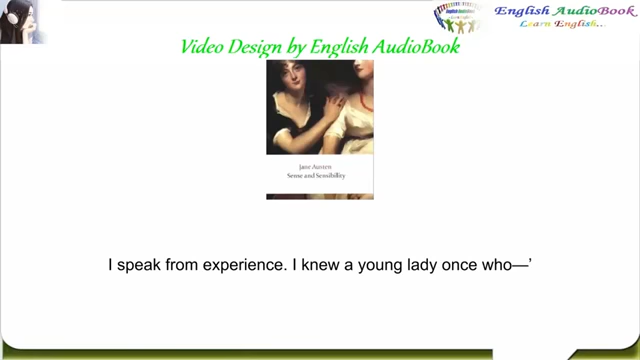 English AudioBook
Learn English...
Video Design by English AudioBook
Jane Austen
Sense and Sensibility
I speak from experience. I knew a young lady once who—’